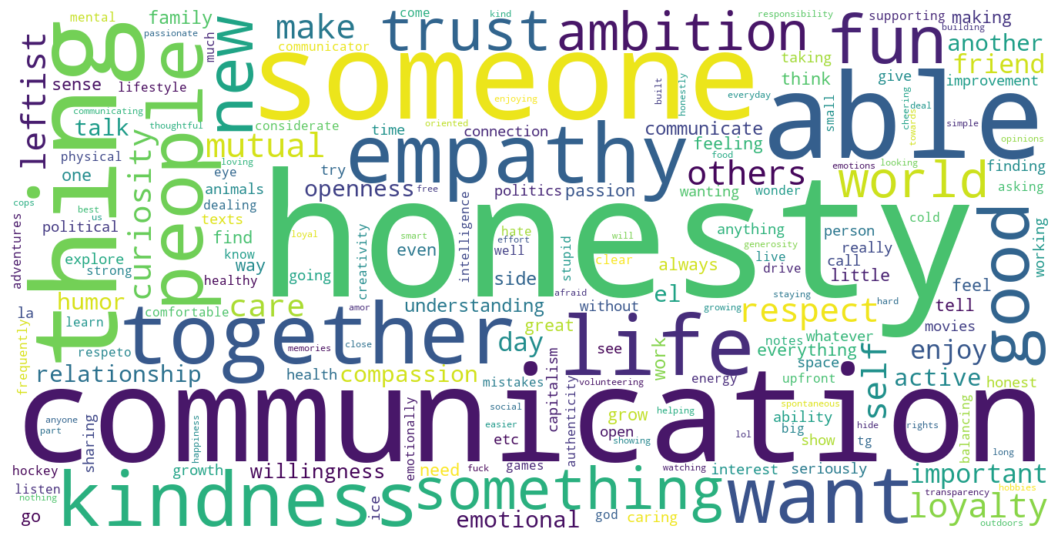 mental
family
come
kind
responsibility
supporting
making
building
passionate
much
make
trust
ambition
fun
another
communicator
taking
friend
leftist
thing
sense
lifestyle
people
new
someone
enjoying
built
honestly
everyday
think
able
small
give
improvement
cheering
deal
towards
simple
opinions
communicating
talk
thoughtful
considerate
time
oriented
connection
communicate
feeling
food
physical
one
curiosity
mutual
empathy
others
emotions
looking
world
finding
loving
eye
try
openness
free
politics
passion
wanting
wonder
asking
animals
dealing
texts
cops
best
us
political
find
loyal
honesty
smart
intelligence
hate
effort
well
will
clear
anything
generosity
person
cold
good
working
adventures
explore
strong
know
way
healthy
going
creativity
even
side
stupid
always
live
drive
really
call
little
feel
tell
humor
comfortable
care
understanding
afraid
without
el
growing
staying
respect
hard
movies
la
learn
together
amor
great
life
notes
whatever
frequently
respeto
memories
close
day
see
work
everything
space
enjoy
relationship
health
compassion
mistakes
volunteering
energy
upfront
self
active
honest
anyone
part
sharing
happiness
communication
social
easier
etc
emotionally
authenticity
capitalism
grow
open
helping
showing
spontaneous
ability
big
lol
show
hide
tg
rights
balancing
long
hockey
listen
nothing
go
growth
kindness
willingness
ice
need
fuck
games
something
watching
interest
want
seriously
important
transparency
hobbies
loyalty
outdoors
emotional
god
caring